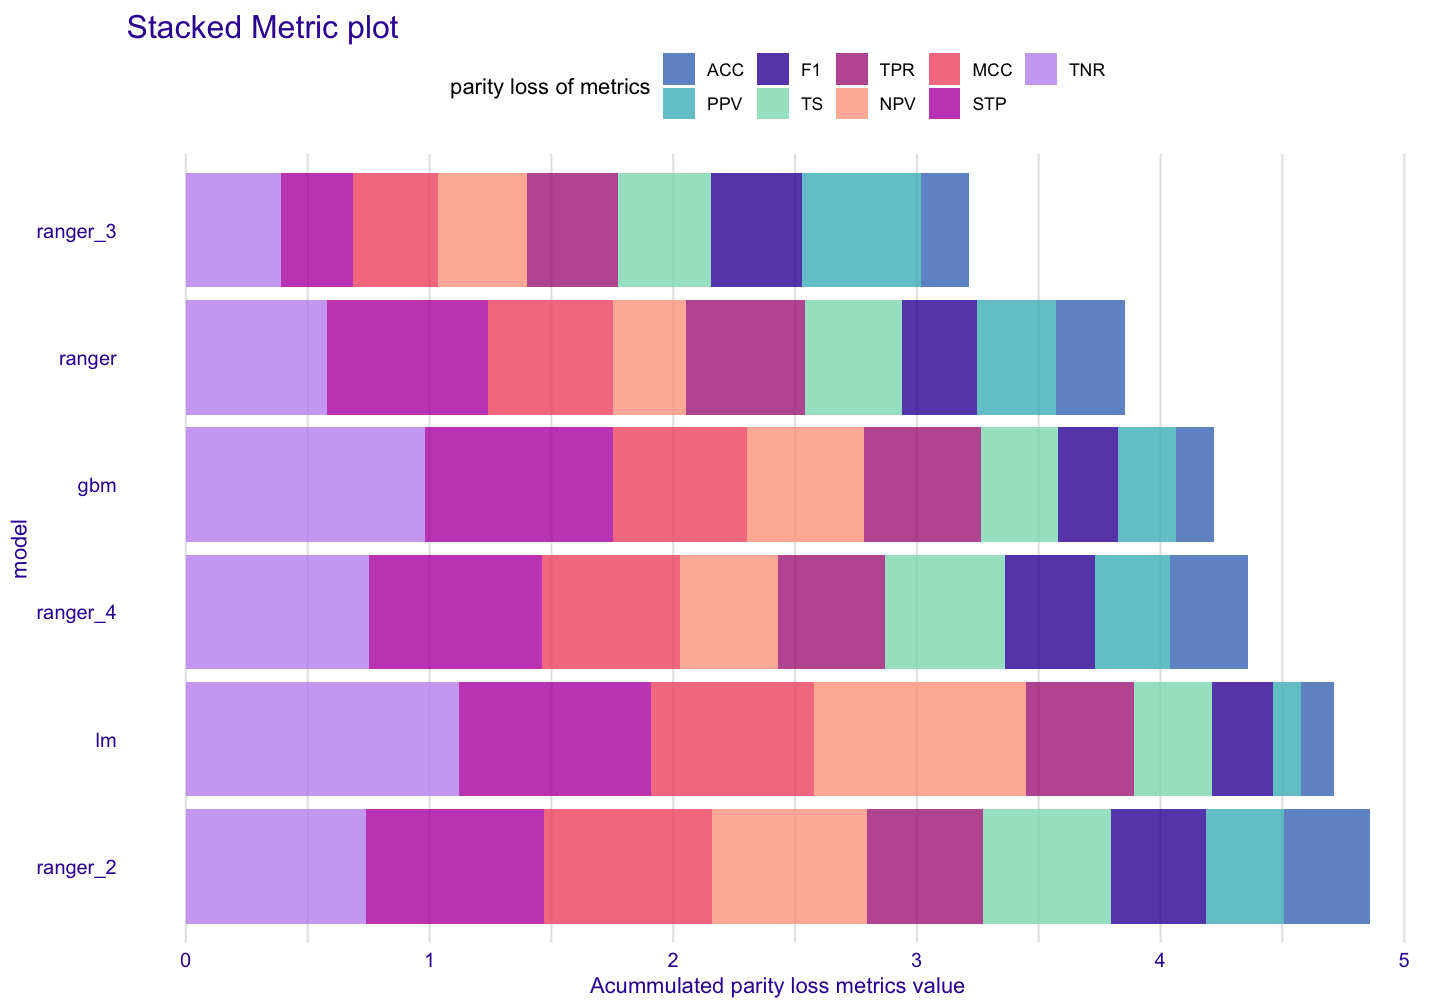 Stacked Metric plot
parity loss of metrics
ACC F1 TPR MCC TNR
PPV TS NPV STP
ranger_3
ranger
gbm
ranger_4
lm
ranger_2
model
0 1 2 3 4 5
Acummulated parity loss metrics value